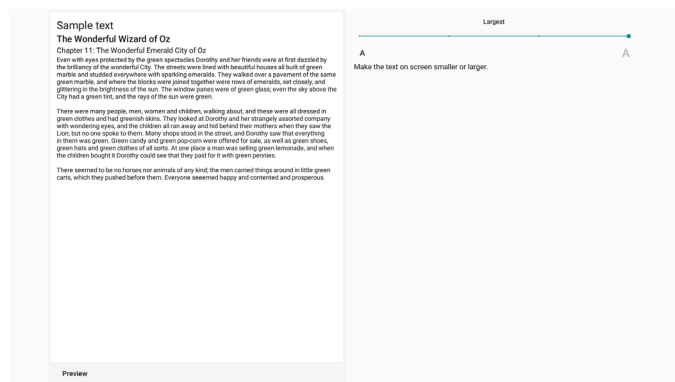 Sample text
The Wonderful Wizard of Oz
Chapter 11: The Wonderful Emerald City of Oz
Even with eyes protected by the green spectacles Dorothy and her friends were at first dazzled by
the brilliancy of the wonderful City. The streets were lined with beautiful houses all built of green
marble and studded everywhere with sparkling emeralds. They walked over a pavement of the same
green marble, and where the blocks were joined together were rows of emeralds, set closely, and
glittering in the brightness of the sun. The window panes were of green glass; even the sky above the
City had a green tint, and the rays of the sun were green.
There were many people, men, women and children, walking about, and these were all dressed in
green clothes and had greenish skins. They looked at Dorothy and her strangely assorted company
with wondering eyes, and the children all ran away and hid behind their mothers when they saw the
Lion; but no one spoke to them. Many shops stood in the street, and Dorothy saw that everything
in them was green. Green candy and green pop-corn were offered for sale, as well as green shoes,
green hats and green clothes of all sorts. At one place a man was selling green lemonade, and when
the children bought it Dorothy could see that they paid for it with green pennies.
There seemed to be no horses nor animals of any kind; the men carried things around in little green
carts, which they pushed before them. Everyone seeemed happy and contented and prosperous.
Preview
Largest
A A
Make the text on screen smaller or larger.